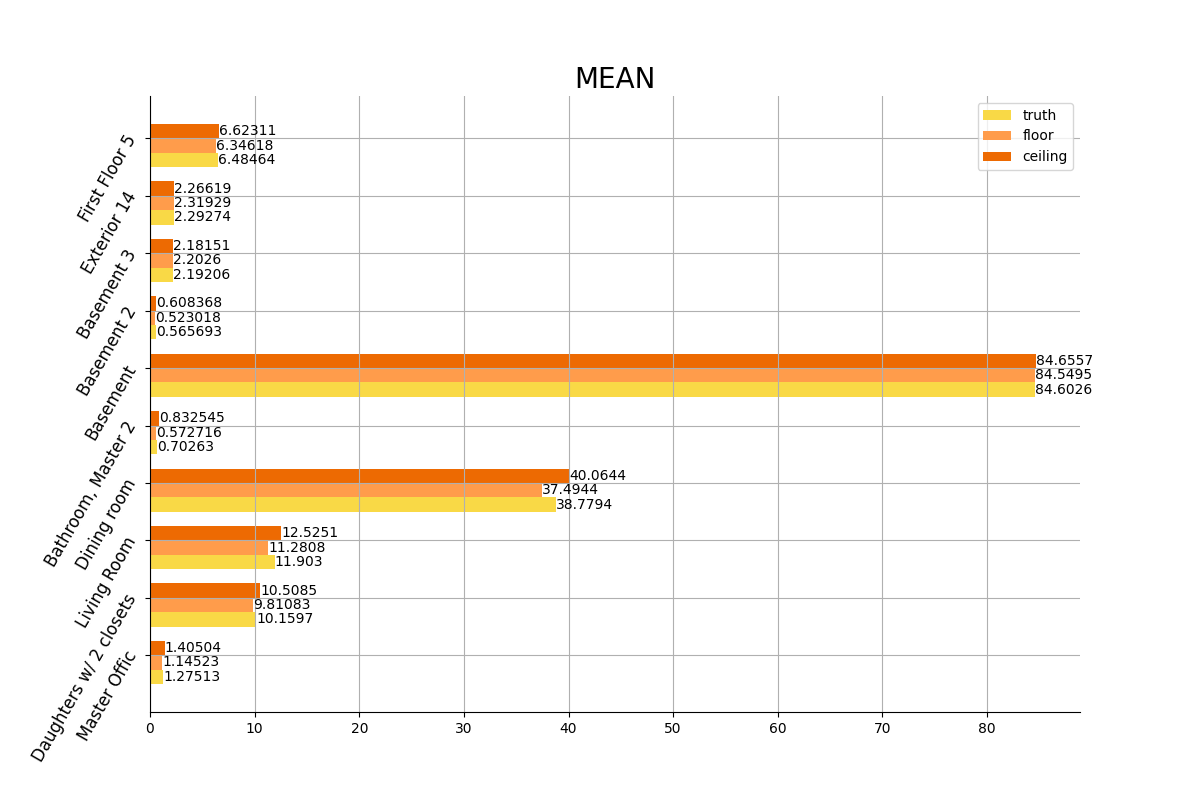 MEAN
truth
floor
ceiling
First Floor 5
6.62311
6.34618
6.48464
Exterior 14
2.26619
2.31929
2.29274
Basement 3
2.18151
2.2026
2.19206
Basement 2
0.608368
0.523018
0.565693
Basement
84.6557
84.5495
84.6026
Bathroom, Master 2
0.832545
0.572716
0.70263
Dining room
40.0644
37.4944
38.7794
Living Room
12.5251
11.2808
11.903
Daughters w/ 2 closets
10.5085
9.81083
10.1597
Master Offic
1.40504
1.14523
1.27513
0 10 20 30 40 50 60 70 80